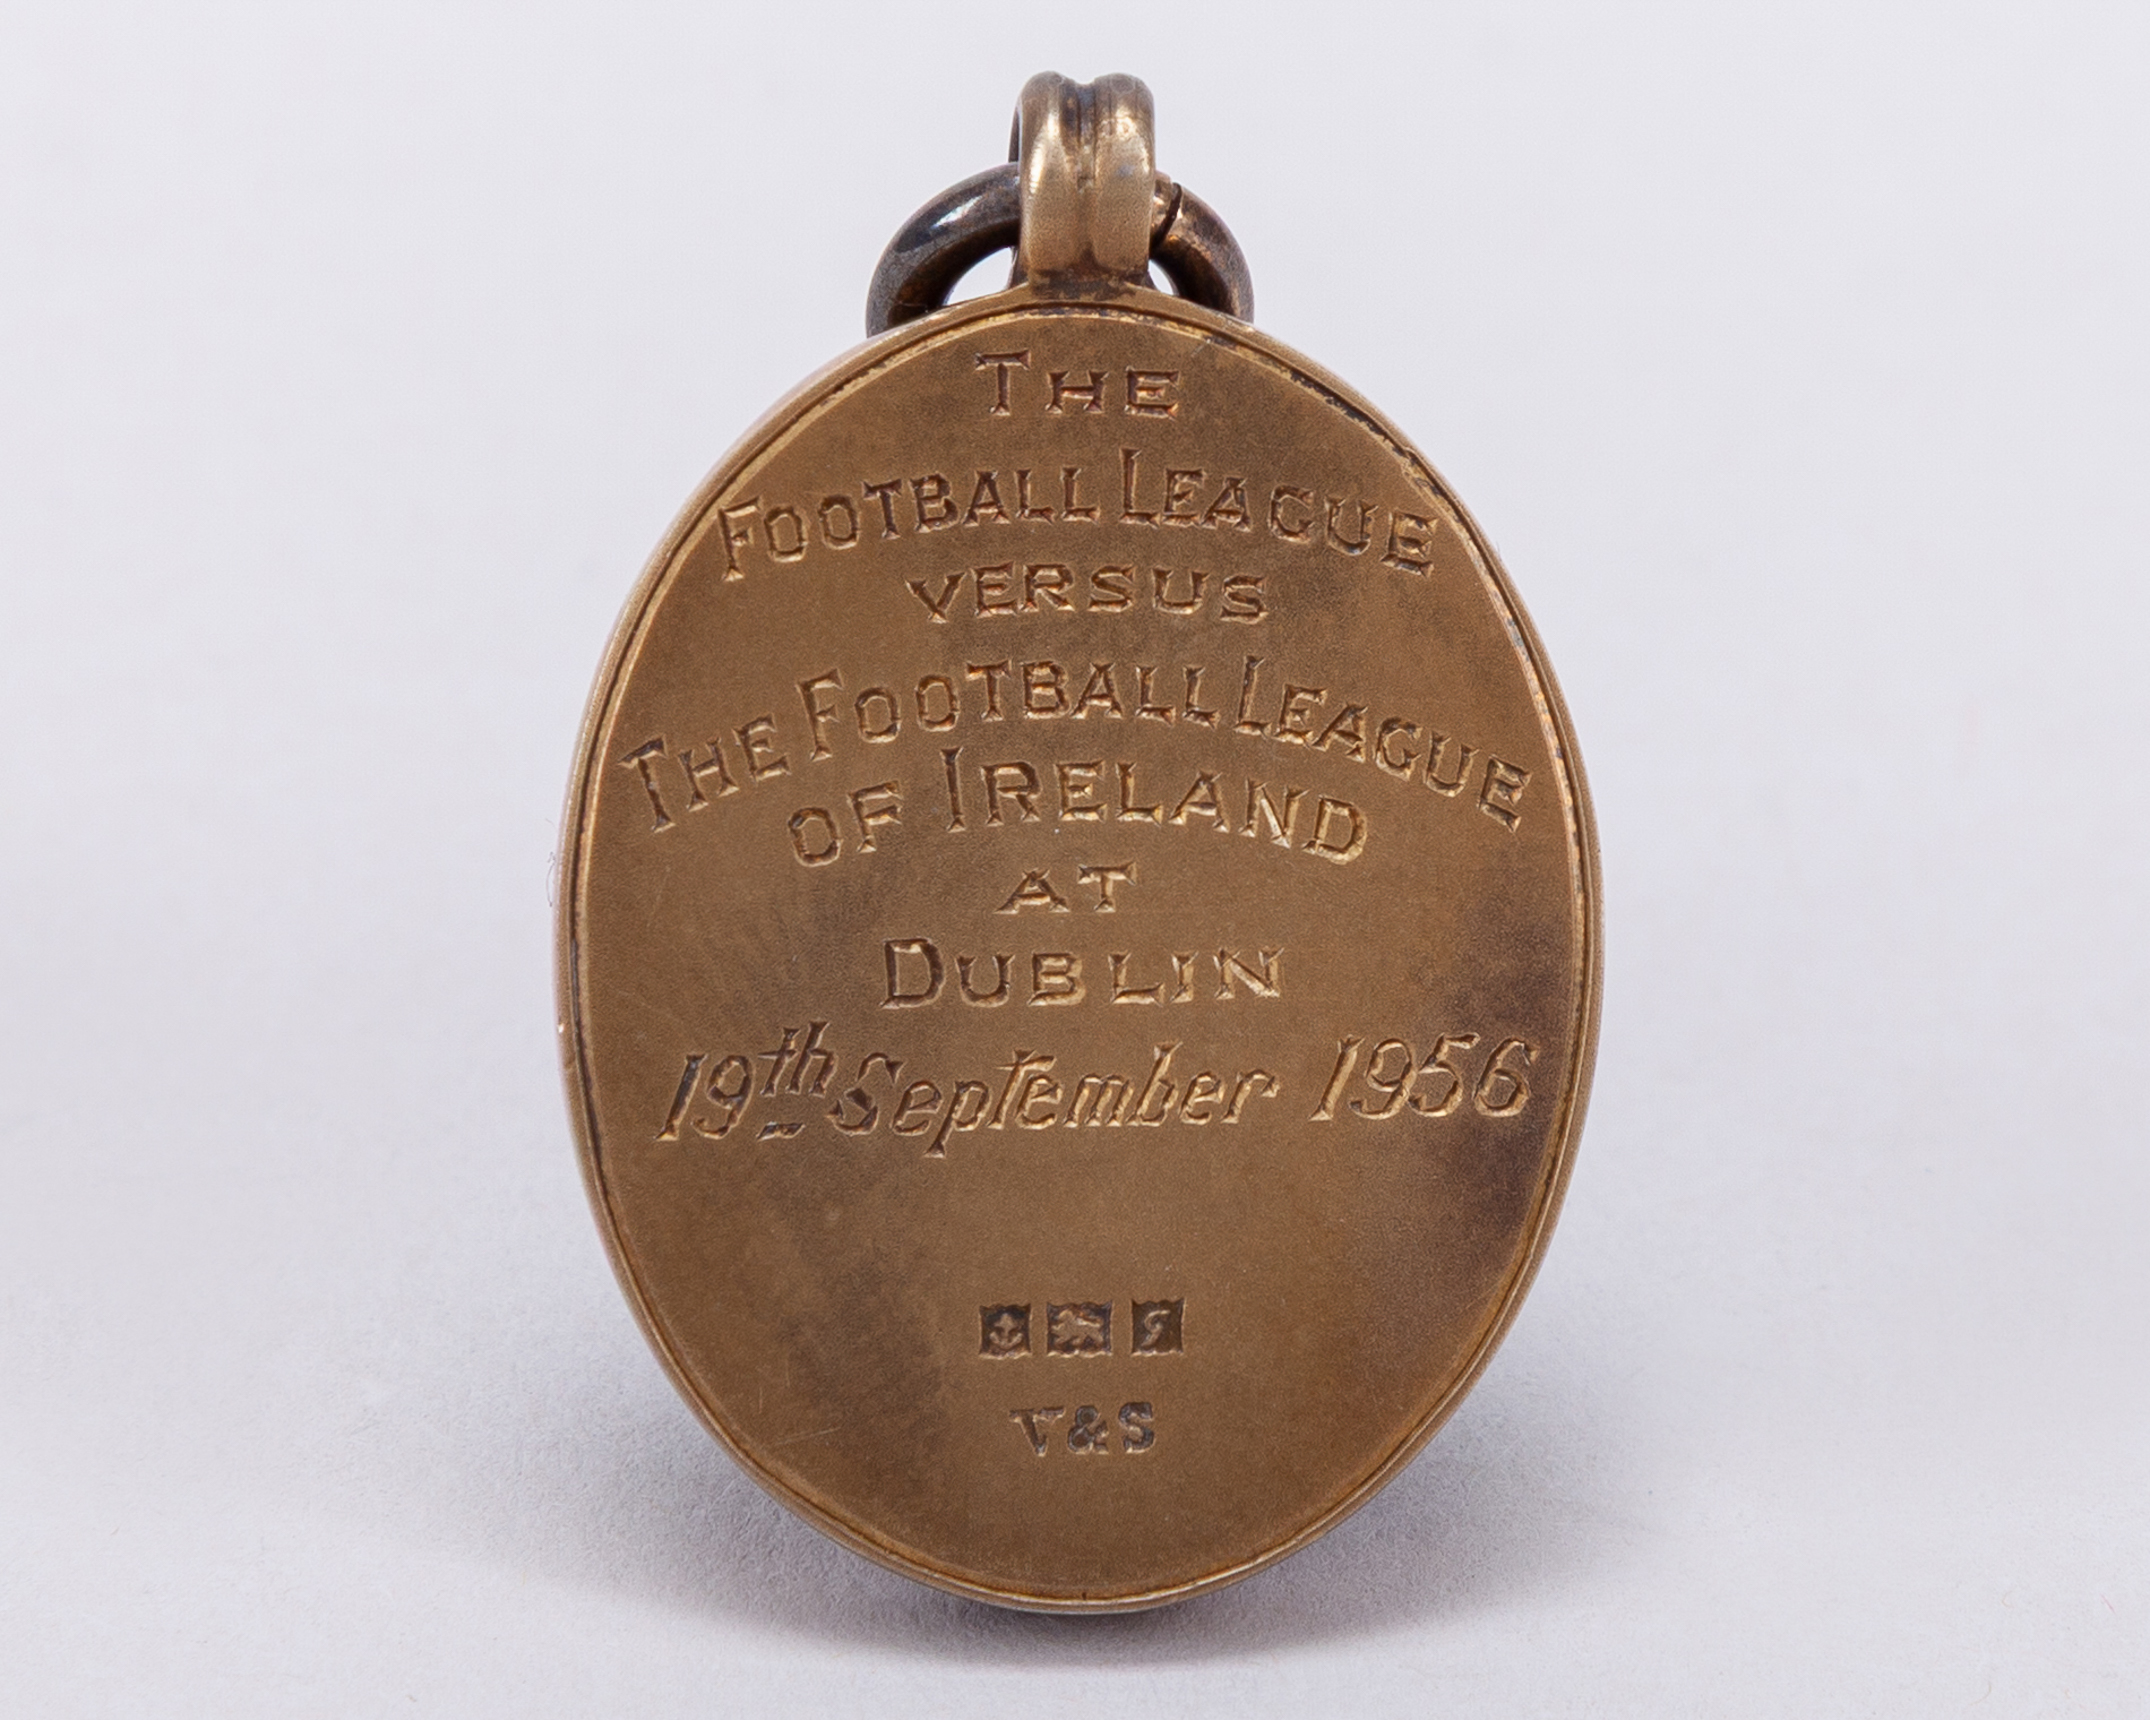 THE
FOOTBALL LEAGUE
VERSUS
THE FOOTBALL LEAGUE
OF IRELAND
AT
DUBLIN
19th September 1956
V&S